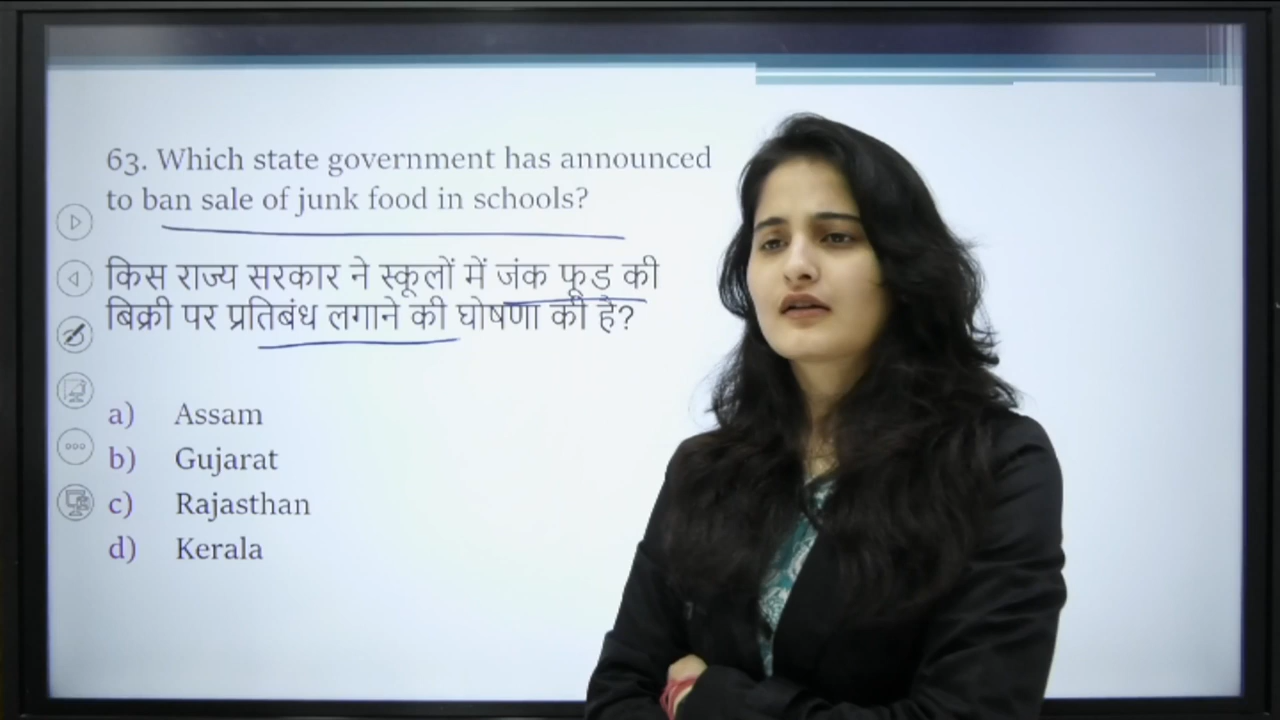 63. Which state government has announced
to ban sale of junk food in schools?
किस राज्य सरकार ने स्कूलों में जंक फूड की
बिक्री पर प्रतिबंध लगाने की घोषणा की है?
a) Assam
b) Gujarat
c) Rajasthan
d) Kerala